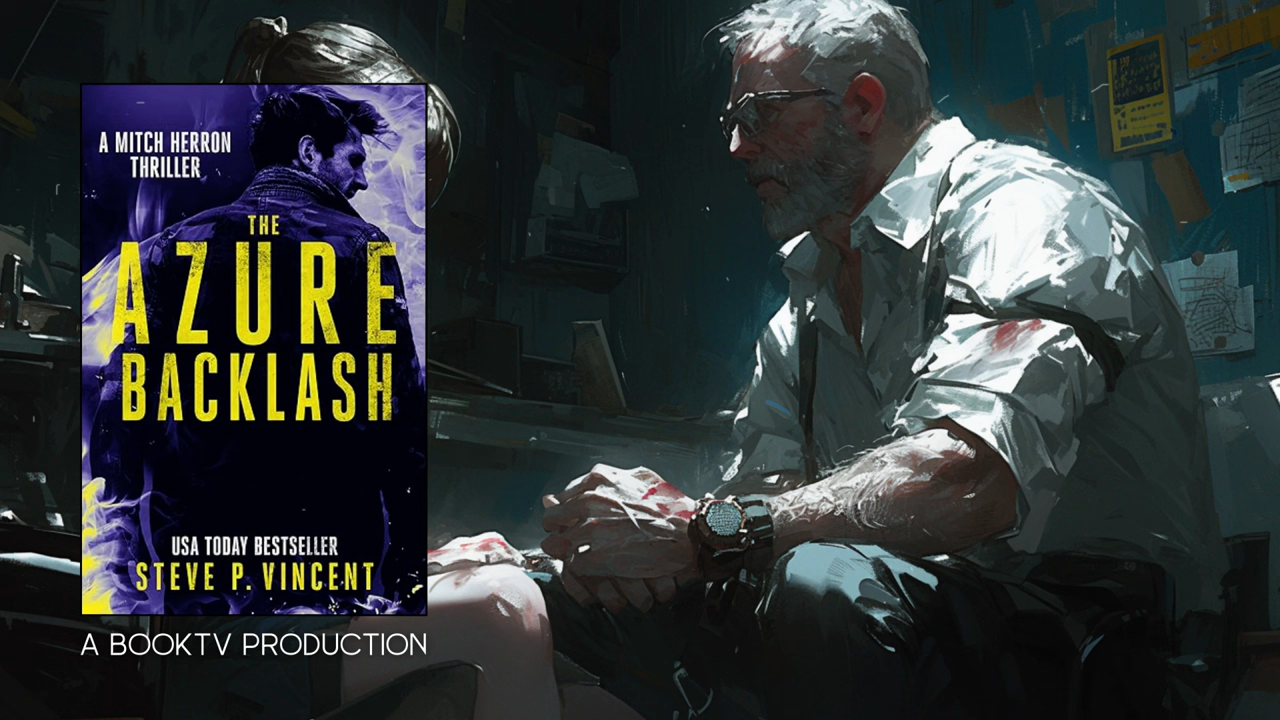 A MITCH HERRON
THRILLER
THE
AZURE
BACKLASH
USA TODAY BESTSELLER
STEVE P. VINCENT
A BOOKTV PRODUCTION